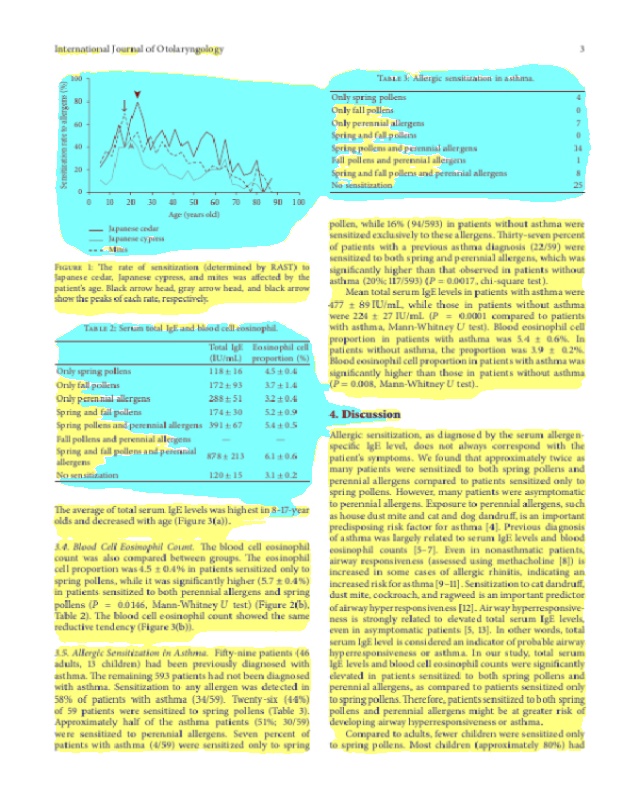 International Journal of Otolaryngology
3
Sensitization rate to allergens (%)
100
80
60
40
20
0
0 10 20 30 40 50 60 70 80 90 100
Age (years old)
Japanese cedar
Japanese cypress
Mites
Figure 1: The rate of sensitization (determined by RAST) to
Japanese cedar, Japanese cypress, and mites was affected by the
patient's age. Black arrow head, gray arrow head, and black arrow
show the peaks of each rate, respectively.
Table 2: Serum total IgE and blood cell eosinophil.
Total IgE Eosinophil cell
(IU/mL) proportion (%)
Only spring pollens 118 ± 16 4.5 ± 0.4
Only fall pollens 172 ± 93 3.7 ± 1.4
Only perennial allergens 288 ± 51 3.2 ± 0.4
Spring and fall pollens 174 ± 30 5.2 ± 0.9
Spring pollens and perennial allergens 391 ± 67 5.4 ± 0.5
Fall pollens and perennial allergens — —
Spring and fall pollens and perennial
allergens 878 ± 213 6.1 ± 0.6
No sensitization 120 ± 15 3.1 ± 0.2
The average of total serum IgE levels was highest in 8-17-year
olds and decreased with age (Figure 3(a)).
3.4. Blood Cell Eosinophil Count. The blood cell eosinophil
count was also compared between groups. The eosinophil
cell proportion was 4.5 ± 0.4% in patients sensitized only to
spring pollens, while it was significantly higher (5.7 ± 0.4%)
in patients sensitized to both perennial allergens and spring
pollens (P = 0.0146, Mann-Whitney U test) (Figure 2(b),
Table 2). The blood cell eosinophil count showed the same
reductive tendency (Figure 3(b)).
3.5. Allergic Sensitization in Asthma. Fifty-nine patients (46
adults, 13 children) had been previously diagnosed with
asthma. The remaining 593 patients had not been diagnosed
with asthma. Sensitization to any allergen was detected in
58% of patients with asthma (34/59). Twenty-six (44%)
of 59 patients were sensitized to spring pollens (Table 3).
Approximately half of the asthma patients (51%; 30/59)
were sensitized to perennial allergens. Seven percent of
patients with asthma (4/59) were sensitized only to spring
Table 3: Allergic sensitization in asthma.
Only spring pollens 4
Only fall pollens 0
Only perennial allergens 7
Spring and fall pollens 0
Spring pollens and perennial allergens 14
Fall pollens and perennial allergens 1
Spring and fall pollens and perennial allergens 8
No sensitization 25
pollen, while 16% (94/593) in patients without asthma were
sensitized exclusively to these allergens. Thirty-seven percent
of patients with a previous asthma diagnosis (22/59) were
sensitized to both spring and perennial allergens, which was
significantly higher than that observed in patients without
asthma (20%; 117/593) (P = 0.0017, chi-square test).
Mean total serum IgE levels in patients with asthma were
477 ± 89 IU/mL, while those in patients without asthma
were 224 ± 27 IU/mL (P = 0.0001 compared to patients
with asthma, Mann-Whitney U test). Blood eosinophil cell
proportion in patients with asthma was 5.4 ± 0.6%. In
patients without asthma, the proportion was 3.9 ± 0.2%.
Blood eosinophil cell proportion in patients with asthma was
significantly higher than those in patients without asthma
(P = 0.008, Mann-Whitney U test).
4. Discussion
Allergic sensitization, as diagnosed by the serum allergen-
specific IgE level, does not always correspond with the
patient's symptoms. We found that approximately twice as
many patients were sensitized to both spring pollens and
perennial allergens compared to patients sensitized only to
spring pollens. However, many patients were asymptomatic
to perennial allergens. Exposure to perennial allergens, such
as house dust mite and cat and dog dandruff, is an important
predisposing risk factor for asthma [4]. Previous diagnosis
of asthma was largely related to serum IgE levels and blood
eosinophil counts [5–7]. Even in nonasthmatic patients,
airway responsiveness (assessed using methacholine [8]) is
increased in some cases of allergic rhinitis, indicating an
increased risk for asthma [9–11]. Sensitization to cat dandruff,
dust mite, cockroach, and ragweed is an important predictor
of airway hyperresponsiveness [12]. Airway hyperresponsive-
ness is strongly related to elevated total serum IgE levels,
even in asymptomatic patients [5, 13]. In other words, total
serum IgE level is considered an indicator of probable airway
hyperresponsiveness or asthma. In our study, total serum
IgE levels and blood cell eosinophil counts were significantly
elevated in patients sensitized to both spring pollens and
perennial allergens, as compared to patients sensitized only
to spring pollens. Therefore, patients sensitized to both spring
pollens and perennial allergens might be at greater risk of
developing airway hyperresponsiveness or asthma.
Compared to adults, fewer children were sensitized only
to spring pollens. Most children (approximately 80%) had